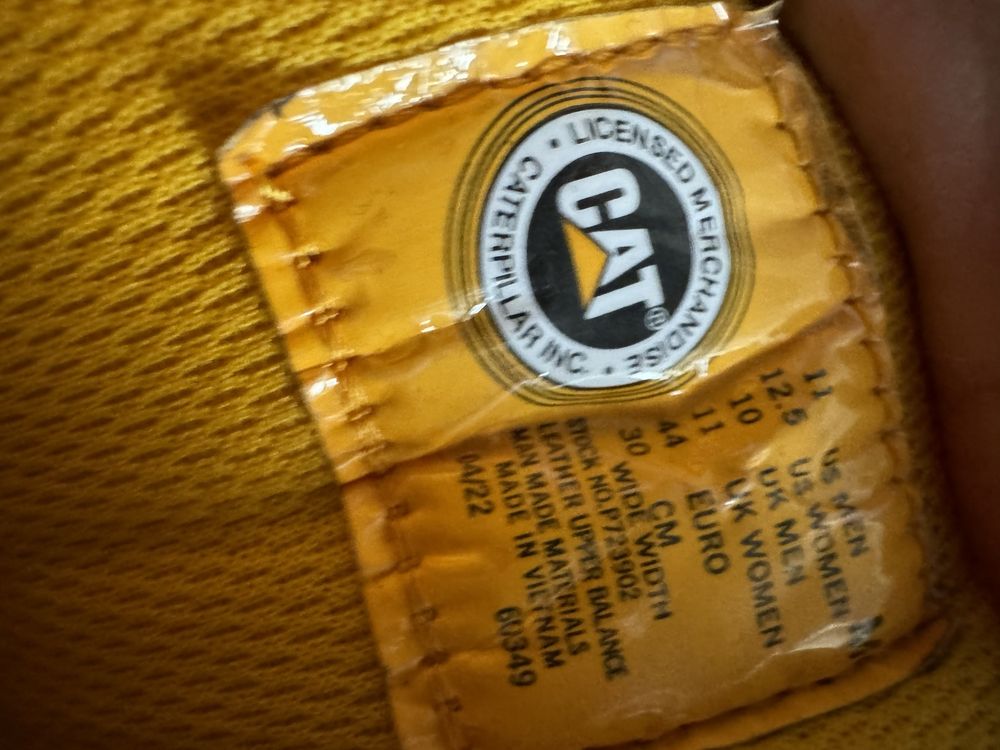 LICENSED MERCHANDISE • CATERPILLAR INC. •
CAT®
11 US MEN
12.5 US WOMEN
10 UK MEN
11 UK WOMEN
44 EURO
30 CM
WIDE WIDTH
STOCK NO.P723902
LEATHER UPPER BALANCE
MAN MADE MATERIALS
MADE IN VIETNAM
04/22 60349